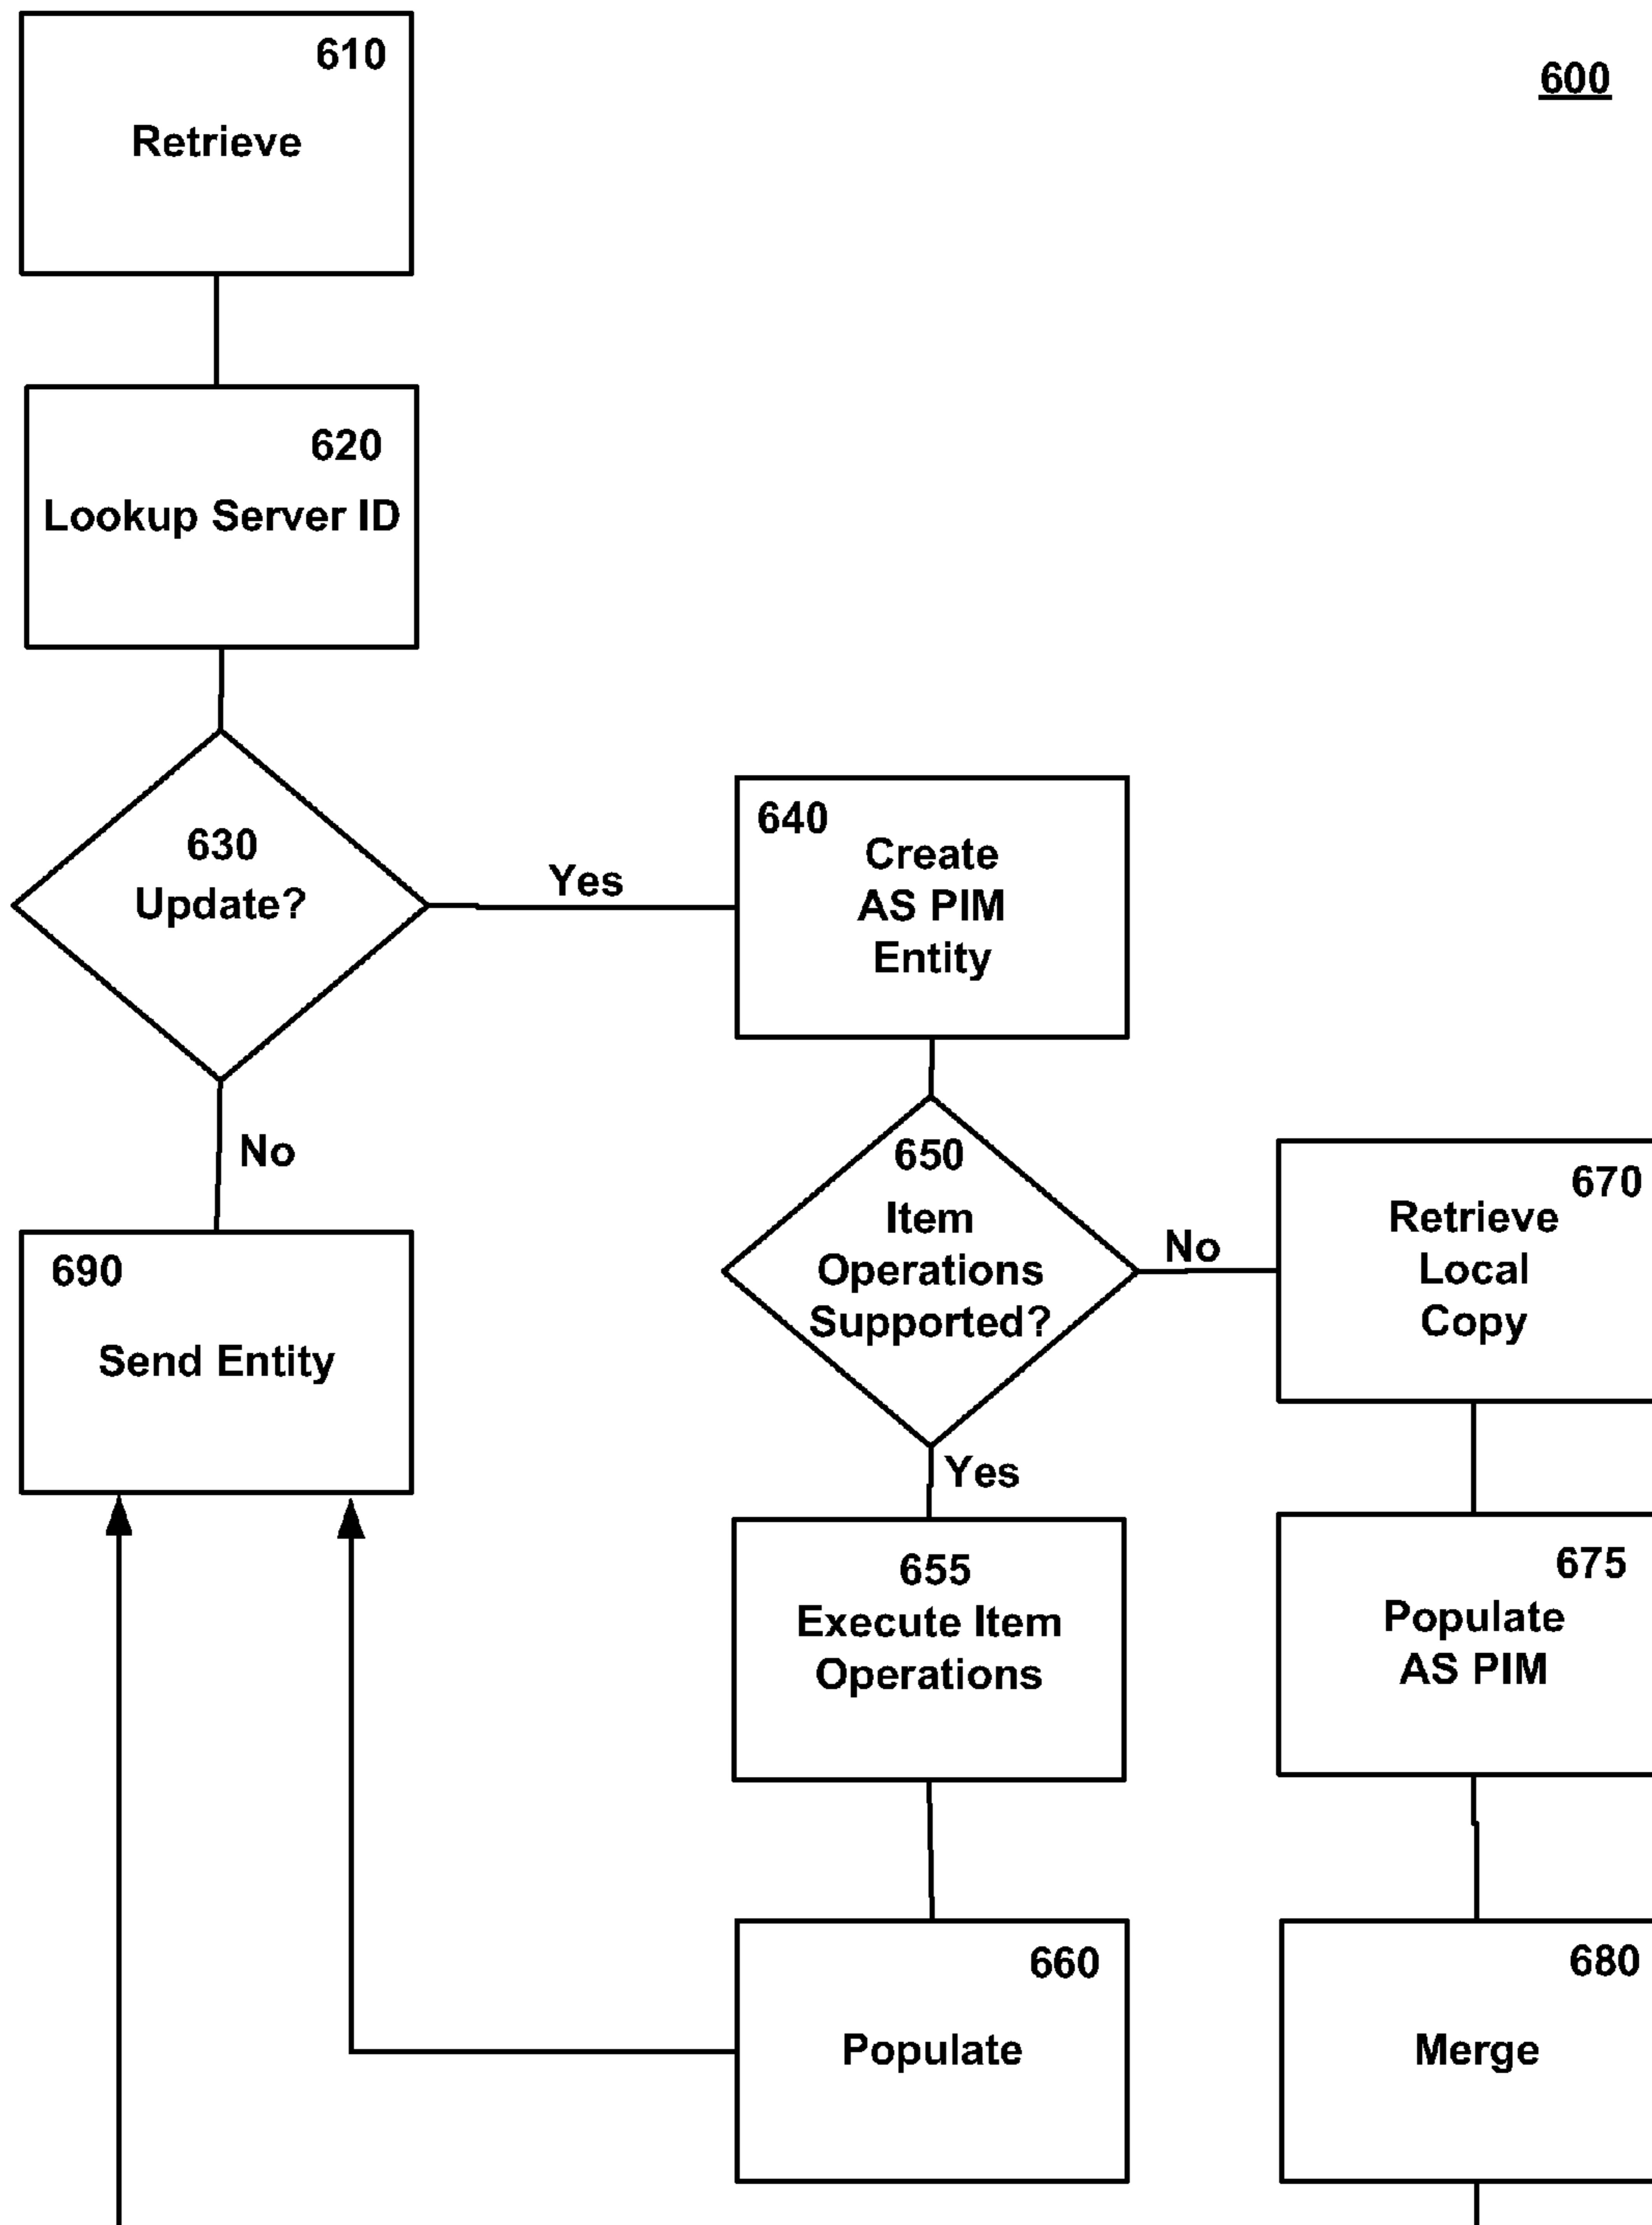 610
Retrieve
600
620
Lookup Server ID
630
Update?
Yes
640
Create
AS PIM
Entity
No
690
Send Entity
650
Item
Operations
Supported?
No
670
Retrieve
Local
Copy
Yes
655
Execute Item
Operations
675
Populate
AS PIM
660
Populate
680
Merge